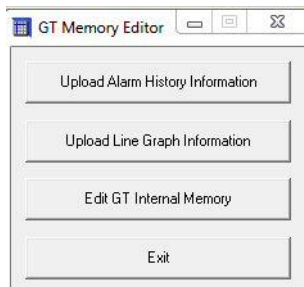 GT Memory Editor
Upload Alarm History Information
Upload Line Graph Information
Edit GT Internal Memory
Exit